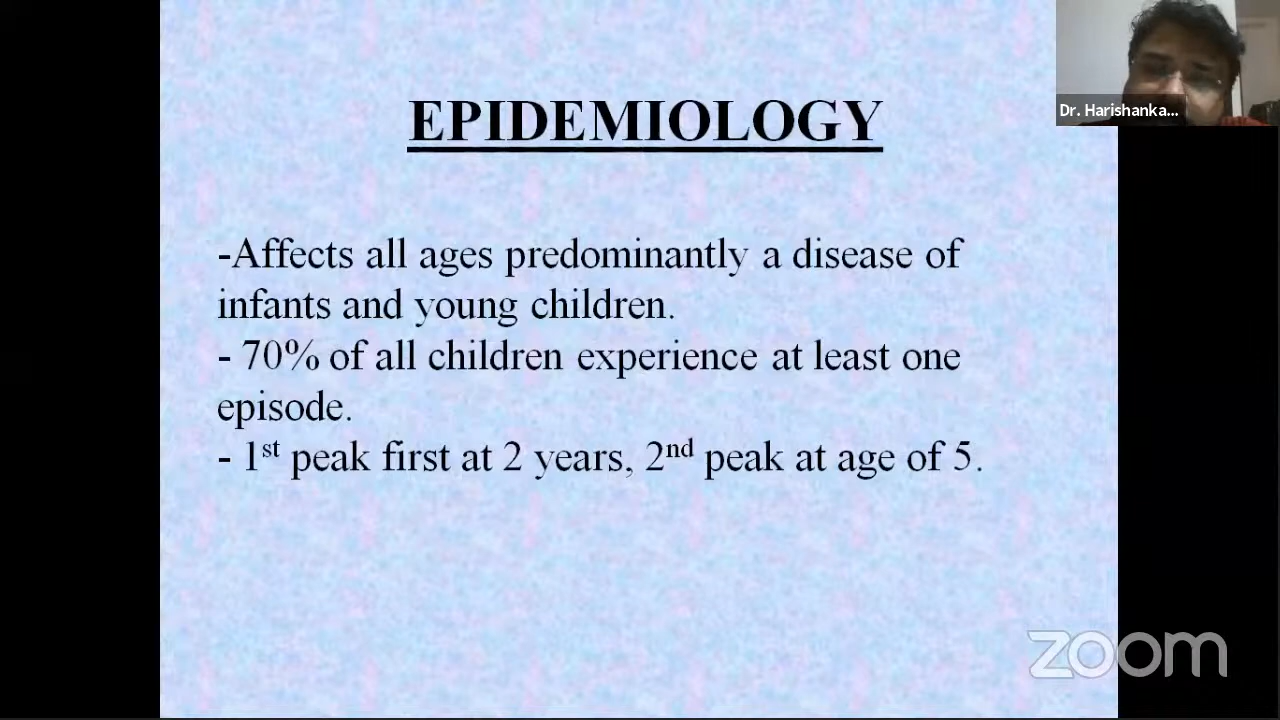 EPIDEMIOLOGY
Dr. Harishanka...
-Affects all ages predominantly a disease of
infants and young children.
- 70% of all children experience at least one
episode.
- 1st peak first at 2 years, 2nd peak at age of 5.
zoom